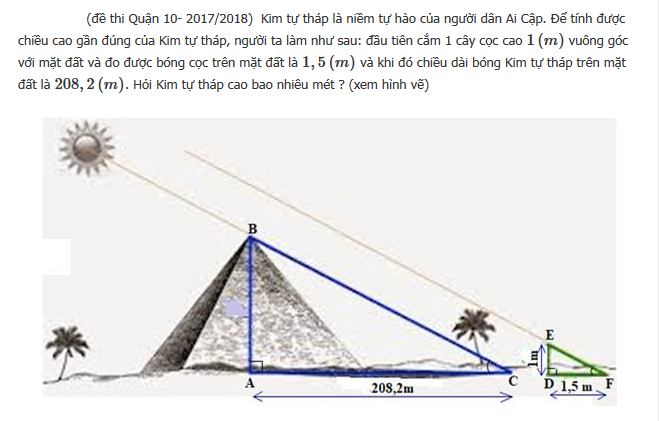 (đề thi Quận 10- 2017/2018) Kim tự tháp là niềm tự hào của người dân Ai Cập. Để tính được
chiều cao gần đúng của Kim tự tháp, người ta làm như sau: đầu tiên cắm 1 cây cọc cao 1 (m) vuông góc
với mặt đất và đo được bóng cọc trên mặt đất là 1, 5 (m) và khi đó chiều dài bóng Kim tự tháp trên mặt
đất là 208, 2 (m). Hỏi Kim tự tháp cao bao nhiêu mét ? (xem hình vẽ)
B
E
1m
A
C
D
F
208,2m
1,5 m